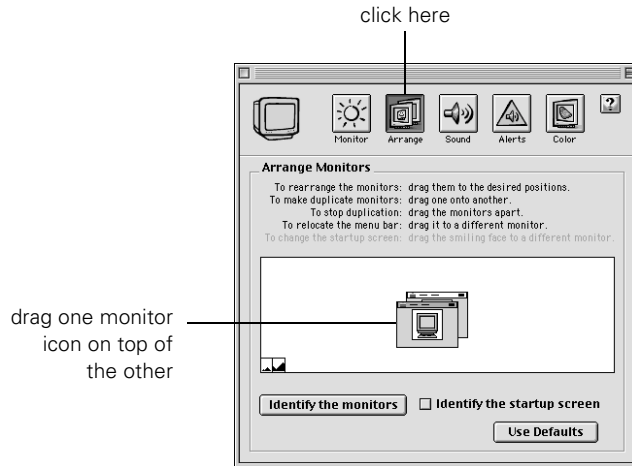 click here
?
Monitor Arrange Sound Alerts Color
Arrange Monitors
To rearrange the monitors: drag them to the desired positions.
To make duplicate monitors: drag one onto another.
To stop duplication: drag the monitors apart.
To relocate the menu bar: drag it to a different monitor.
To change the startup screen: drag the smiling face to a different monitor.
drag one monitor
icon on top of
the other
Identify the monitors Identify the startup screen
Use Defaults